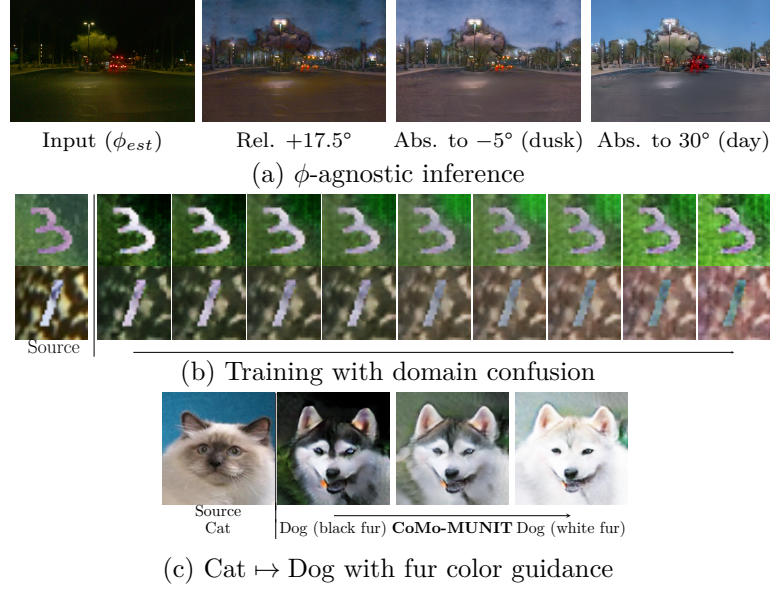 Input (ϕest) Rel. +17.5° Abs. to −5° (dusk) Abs. to 30° (day)
(a) ϕ-agnostic inference
Source
(b) Training with domain confusion
Source
Cat Dog (black fur) CoMo-MUNIT Dog (white fur)
(c) Cat ↦ Dog with fur color guidance